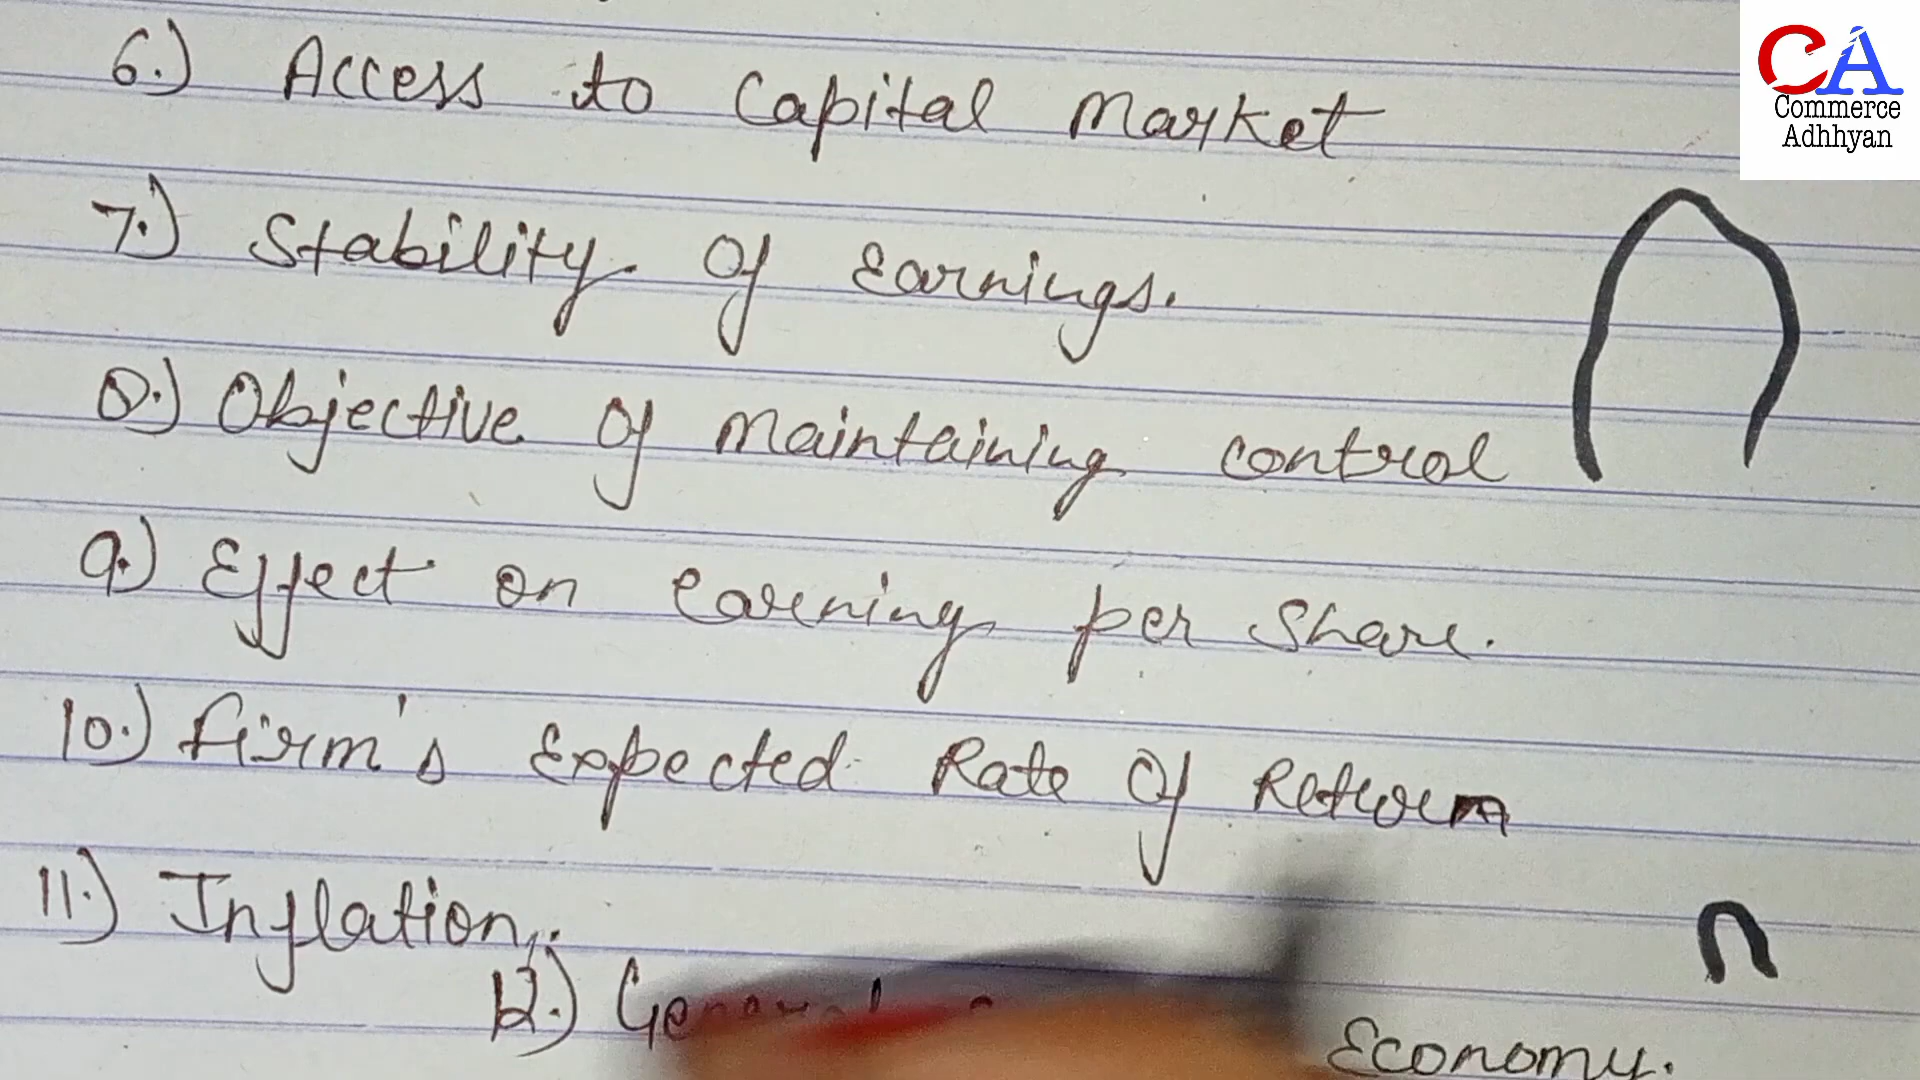 CA
Commerce
Adhhyan
6.) Access to Capital Market
7.) Stability Of Earnings.
8.) Objective Of Maintaining control
9.) Effect on earning per Share.
10.) Firm's Expected Rate Of Return
11.) Inflation.
12.) General
Economy.